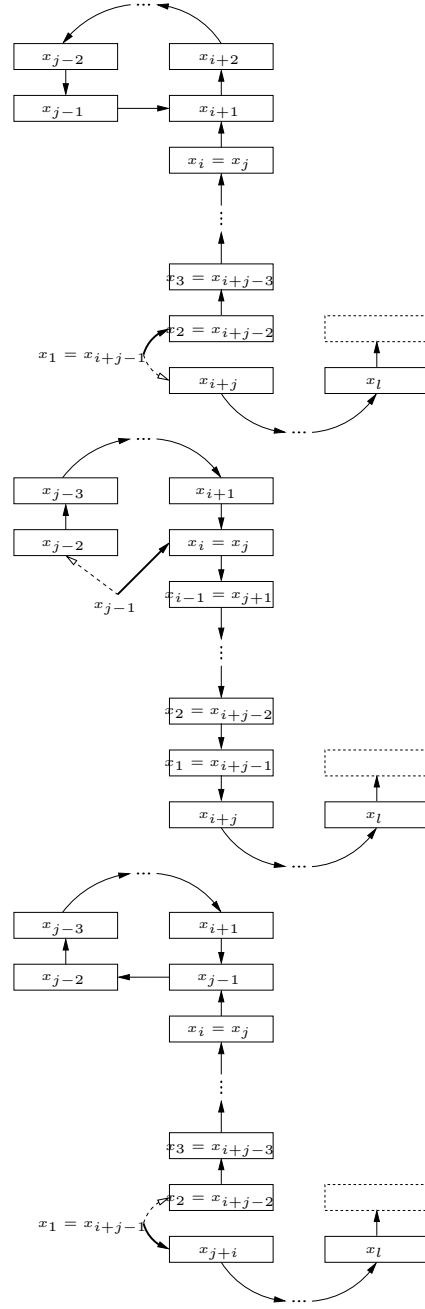 ...
x_{j−2} x_{i+2}
x_{j−1} x_{i+1}
x_i = x_j
⋮
x_3 = x_{i+j−3}
x_2 = x_{i+j−2}
x_1 = x_{i+j−1}
x_{i+j} x_l
...
...
x_{j−3} x_{i+1}
x_{j−2} x_i = x_j
x_{j−1} x_{i−1} = x_{j+1}
⋮
x_2 = x_{i+j−2}
x_1 = x_{i+j−1}
x_{i+j} x_l
...
...
x_{j−3} x_{i+1}
x_{j−2} x_{j−1}
x_i = x_j
⋮
x_3 = x_{i+j−3}
x_2 = x_{i+j−2}
x_1 = x_{i+j−1}
x_{j+i} x_l
...